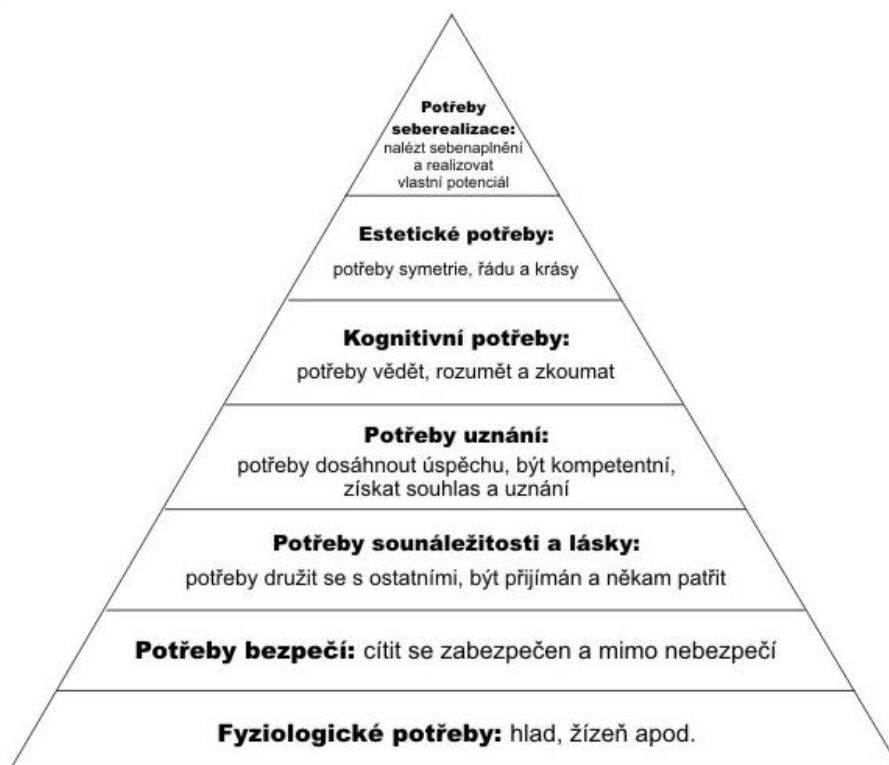 Potřeby
seberealizace:
nalézt sebenaplnění
a realizovat
vlastní potenciál
Estetické potřeby:
potřeby symetrie, řádu a krásy
Kognitivní potřeby:
potřeby vědět, rozumět a zkoumat
Potřeby uznání:
potřeby dosáhnout úspěchu, být kompetentní,
získat souhlas a uznání
Potřeby sounáležitosti a lásky:
potřeby družit se s ostatními, být přijímán a někam patřit
Potřeby bezpečí: cítit se zabezpečen a mimo nebezpečí
Fyziologické potřeby: hlad, žízeň apod.